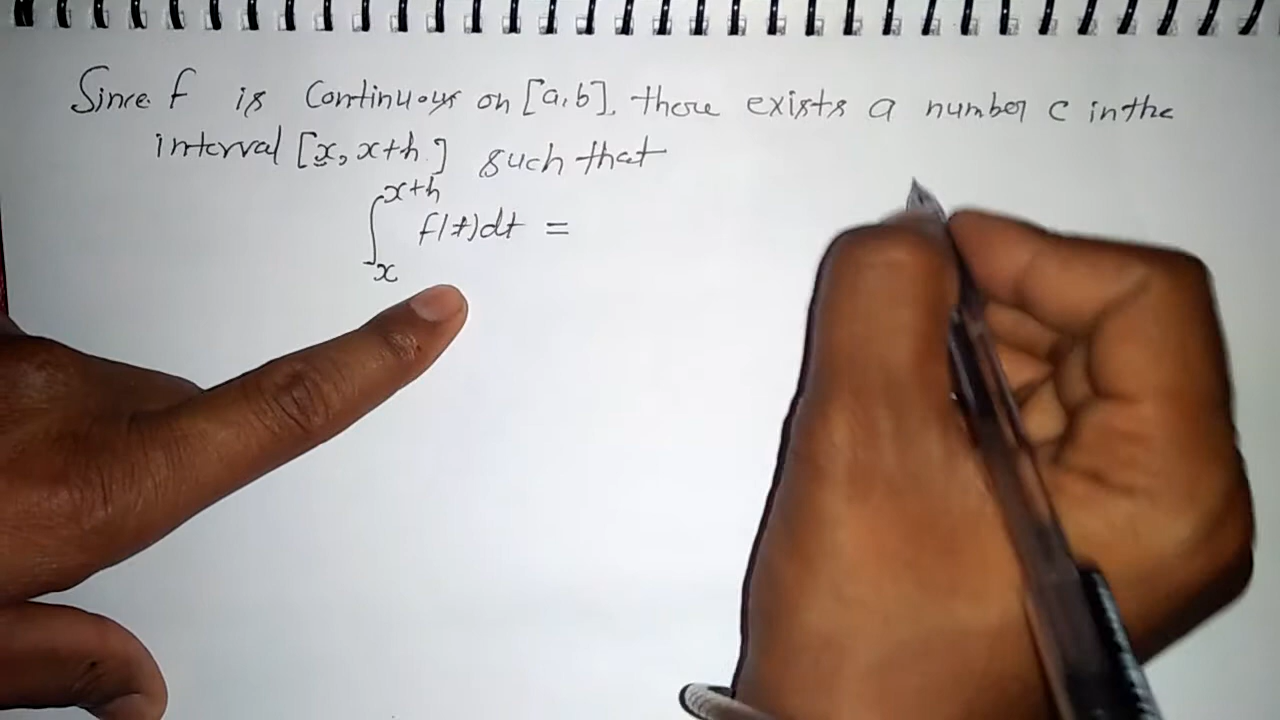 Since f is Continuous on [a,b], there exists a number c in the
interval [x, x+h] such that
∫_x^{x+h} f(t)dt =